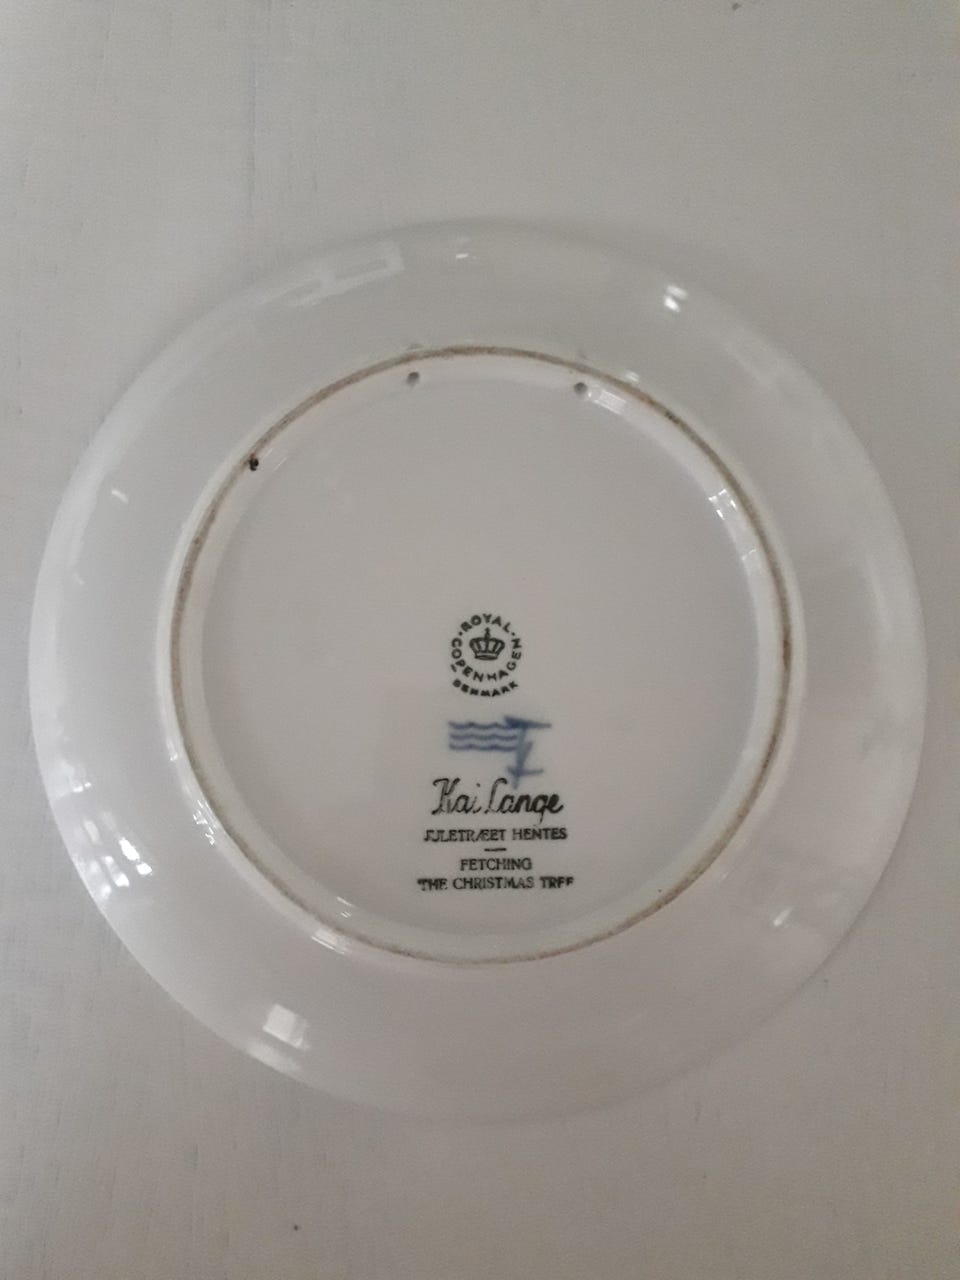 ROYAL
COPENHAGEN
DENMARK
Kai Lange
JULETRÆET HENTES
FETCHING
THE CHRISTMAS TREE